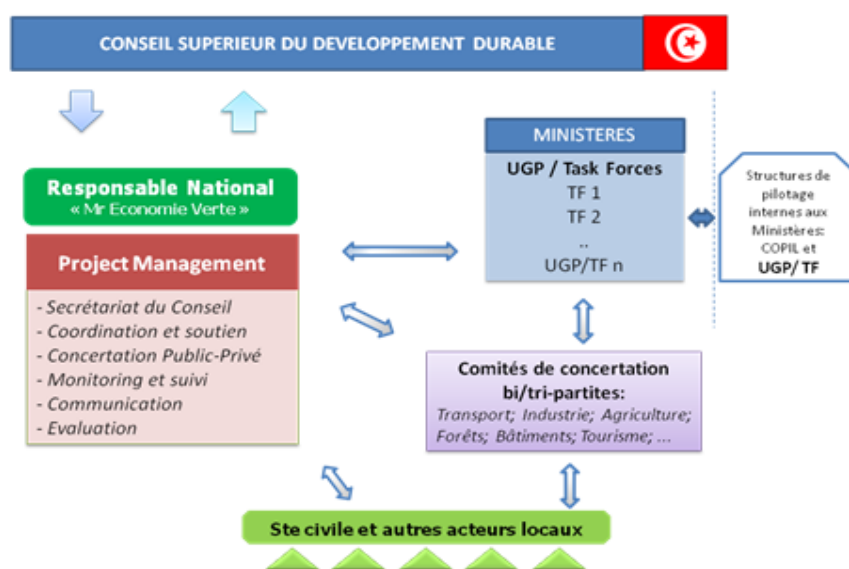 CONSEIL SUPERIEUR DU DEVELOPPEMENT DURABLE
Responsable National
« Mr Economie Verte »
Project Management
- Secrétariat du Conseil
- Coordination et soutien
- Concertation Public-Privé
- Monitoring et suivi
- Communication
- Evaluation
MINISTERES
UGP / Task Forces
TF 1
TF 2
..
UGP/TF n
Structures de
pilotage
internes aux
Ministères:
COPIL et
UGP/ TF
Comités de concertation
bi/tri-partites:
Transport; Industrie; Agriculture;
Forêts; Bâtiments; Tourisme; ...
Ste civile et autres acteurs locaux